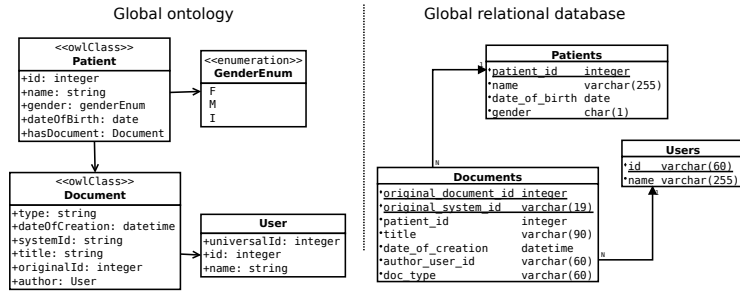 Global ontology
<<owlClass>>
Patient
+id: integer
+name: string
+gender: genderEnum
+dateOfBirth: date
+hasDocument: Document
<<enumeration>>
GenderEnum
F
M
I
<<owlClass>>
Document
+type: string
+dateOfCreation: datetime
+systemId: string
+title: string
+originalId: integer
+author: User
User
+universalId: integer
+id: integer
+name: string
Global relational database
Patients
patient_id integer
name varchar(255)
date_of_birth date
gender char(1)
N
Documents
original_document_id integer
original_system_id varchar(19)
patient_id integer
title varchar(90)
date_of_creation datetime
author_user_id varchar(60)
doc_type varchar(60)
N
Users
id varchar(60)
name varchar(255)